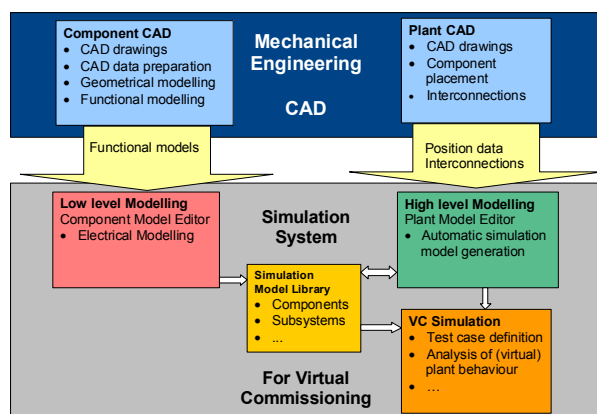 Component CAD
• CAD drawings
• CAD data preparation
• Geometrical modelling
• Functional modelling
Mechanical
Engineering
CAD
Plant CAD
• CAD drawings
• Component
placement
• Interconnections
Functional models
Position data
Interconnections
Low level Modelling
Component Model Editor
• Electrical Modelling
Simulation
System
High level Modelling
Plant Model Editor
• Automatic simulation
model generation
Simulation
Model Library
• Components
• Subsystems
• ...
VC Simulation
• Test case definition
• Analysis of (virtual)
plant behaviour
• …
For Virtual
Commissioning